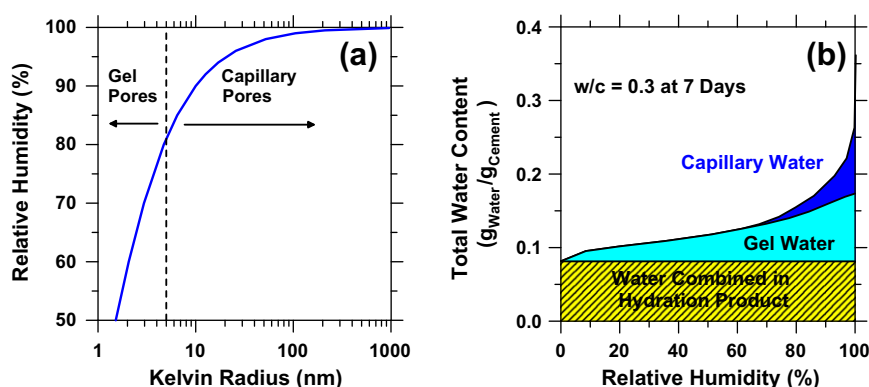 (a)
100
90
80
70
60
50
Relative Humidity (%)
Gel
Pores
Capillary
Pores
1
10
100
1000
Kelvin Radius (nm)
(b)
0.4
0.3
0.2
0.1
0.0
Total Water Content
(gWater/gCement)
w/c = 0.3 at 7 Days
Capillary Water
Gel Water
Water Combined in
Hydration Product
0
20
40
60
80
100
Relative Humidity (%)